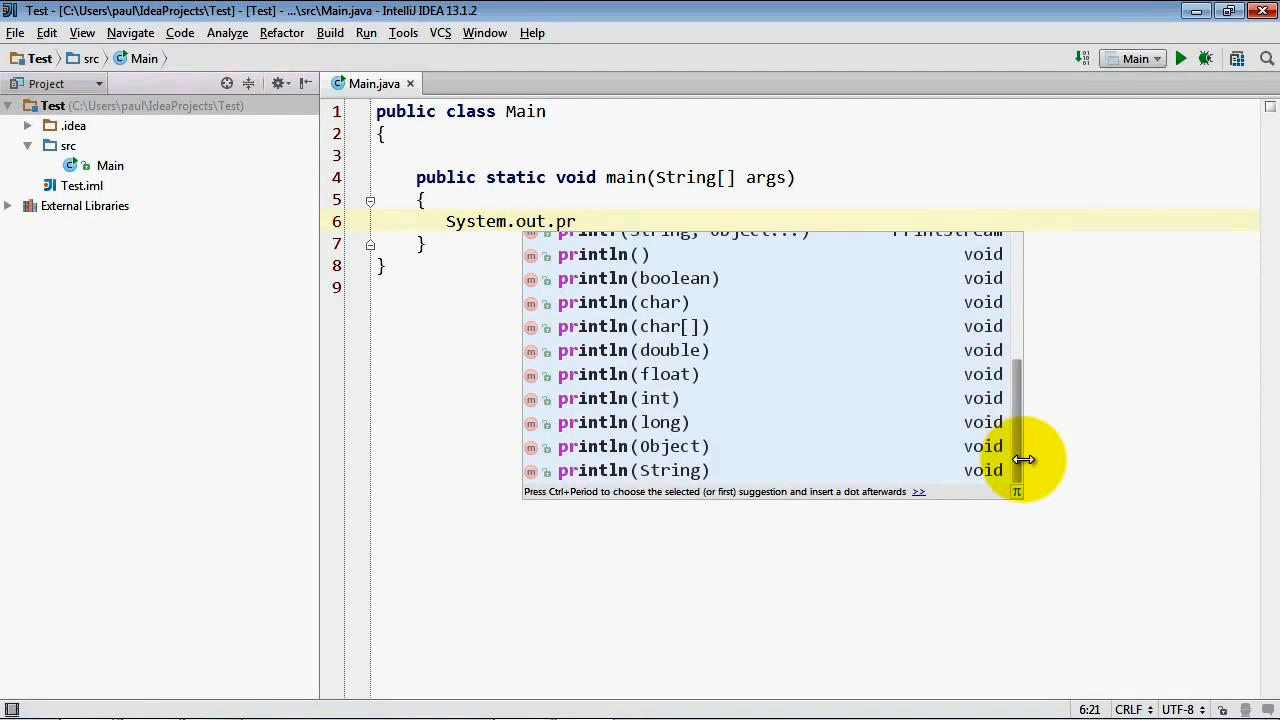 Test - [C:\Users\paul\IdeaProjects\Test] - [Test] - ...\src\Main.java - IntelliJ IDEA 13.1.2
File Edit View Navigate Code Analyze Refactor Build Run Tools VCS Window Help
Test src Main Main
Project
Main.java
Test (C:\Users\paul\IdeaProjects\Test)
.idea
src
Main
Test.iml
External Libraries
1 public class Main
2 {
3
4 public static void main(String[] args)
5 {
6 System.out.pr
7 }
8 }
9
printf(String, Object...) PrintStream
println() void
println(boolean) void
println(char) void
println(char[]) void
println(double) void
println(float) void
println(int) void
println(long) void
println(Object) void
println(String) void
Press Ctrl+Period to choose the selected (or first) suggestion and insert a dot afterwards >>
π
6:21 CRLF UTF-8